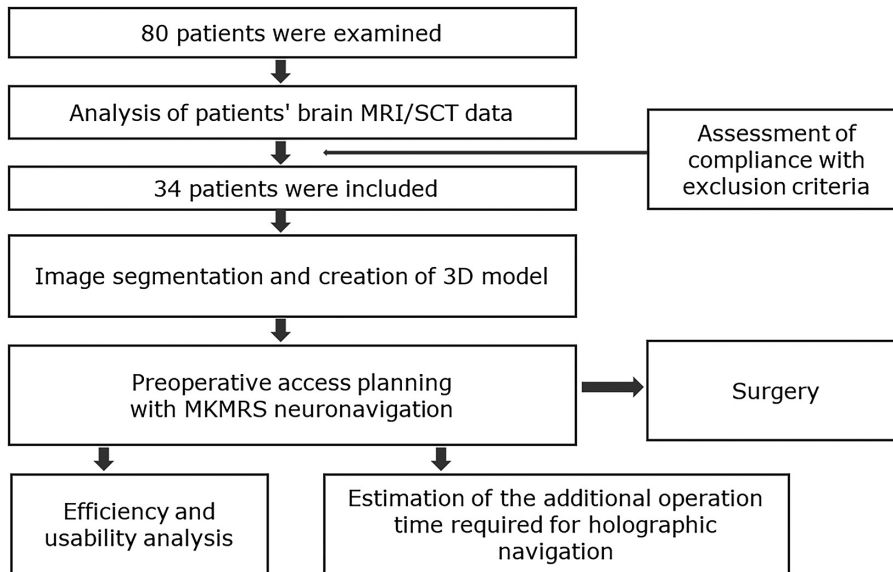 80 patients were examined
Analysis of patients' brain MRI/SCT data
Assessment of
compliance with
exclusion criteria
34 patients were included
Image segmentation and creation of 3D model
Preoperative access planning
with MKMRS neuronavigation
Surgery
Efficiency and
usability analysis
Estimation of the additional operation
time required for holographic
navigation